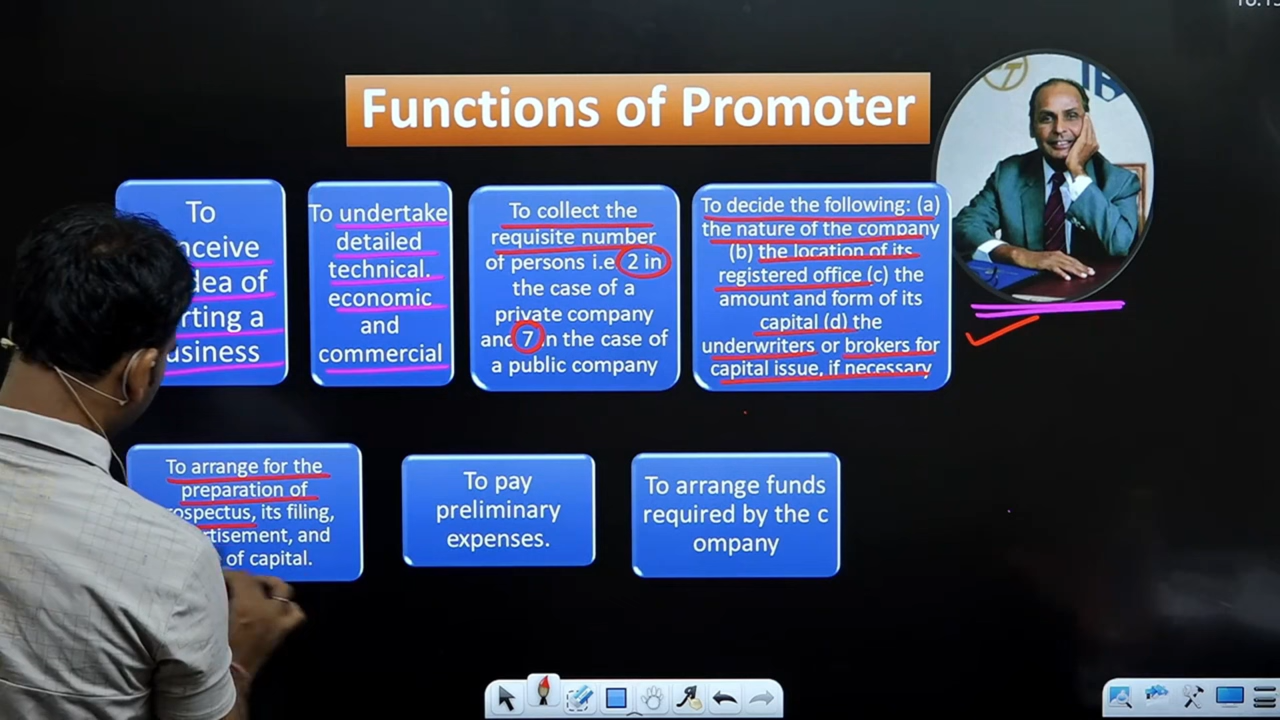 Functions of Promoter
To
idea of
business
To undertake
detailed
technical.
economic
and
commercial
To collect the
requisite number
of persons i.e 2 in
the case of a
private company
and 7 in the case of
a public company
To decide the following: (a)
the nature of the company
(b) the location of its
registered office (c) the
amount and form of its
capital (d) the
underwriters or brokers for
capital issue, if necessary
To arrange for the
preparation of
prospectus, its filing,
and
of capital.
To pay
preliminary
expenses.
To arrange funds
required by the c
ompany